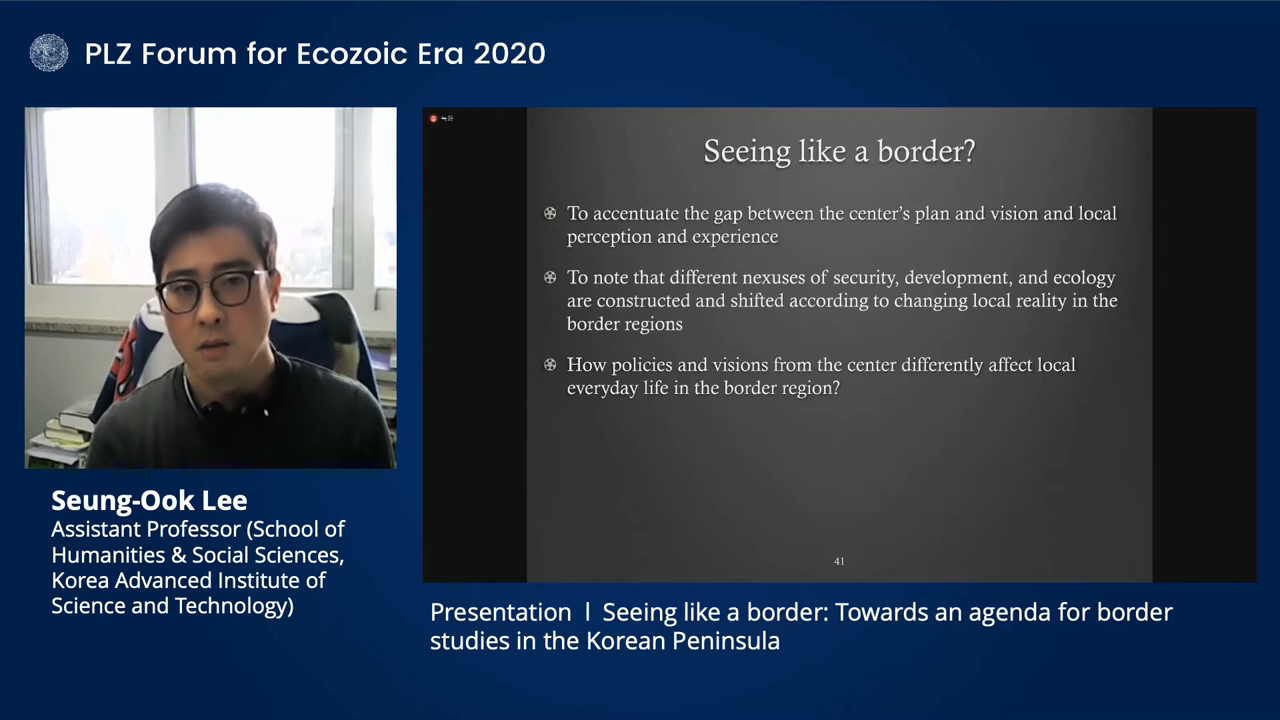 PLZ Forum for Ecozoic Era 2020
Seeing like a border?
To accentuate the gap between the center's plan and vision and local
perception and experience
To note that different nexuses of security, development, and ecology
are constructed and shifted according to changing local reality in the
border regions
How policies and visions from the center differently affect local
everyday life in the border region?
41
Seung-Ook Lee
Assistant Professor (School of
Humanities & Social Sciences,
Korea Advanced Institute of
Science and Technology)
Presentation l Seeing like a border: Towards an agenda for border
studies in the Korean Peninsula